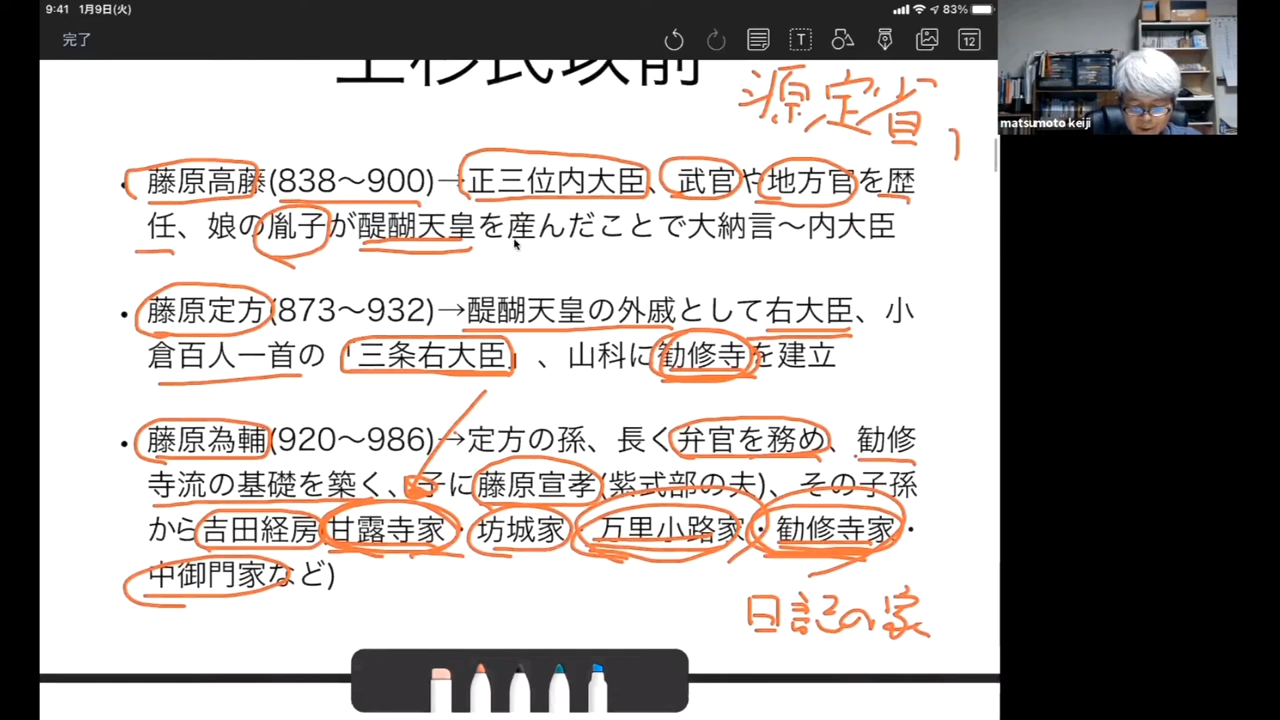 9:41 1月9日(火)
83%
完了
12
上杉氏以前
源定省
matsumoto keiji
・藤原高藤(838〜900)→正三位内大臣、武官や地方官を歴
任、娘の胤子が醍醐天皇を産んだことで大納言〜内大臣
・藤原定方(873〜932)→醍醐天皇の外戚として右大臣、小
倉百人一首の「三条右大臣」、山科に勧修寺を建立
・藤原為輔(920〜986)→定方の孫、長く弁官を務め、勧修
寺流の基礎を築く、子に藤原宣孝(紫式部の夫)、その子孫
から吉田経房(甘露寺家・坊城家・万里小路家・勧修寺家・
中御門家など)
日記の家